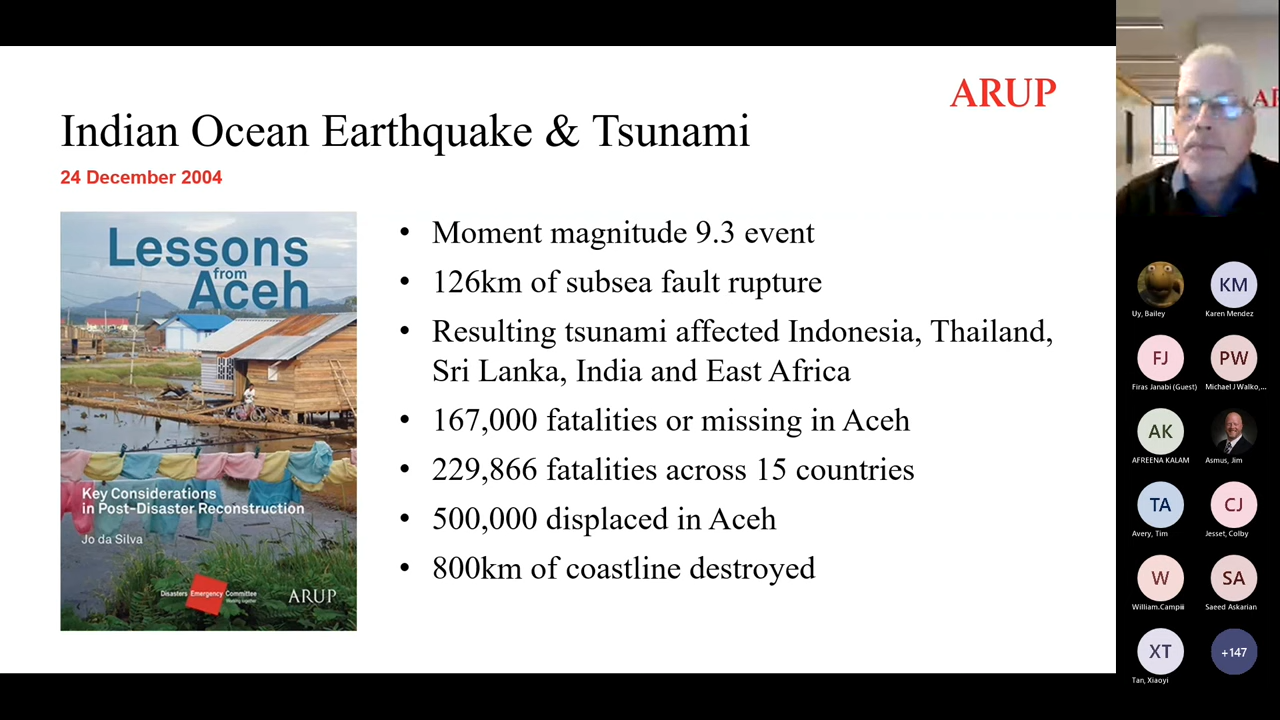 ARUP
Indian Ocean Earthquake & Tsunami
24 December 2004
Lessons
from
Aceh
Key Considerations
in Post-Disaster Reconstruction
Jo da Silva
Disasters Emergency Committee
Working together
ARUP
• Moment magnitude 9.3 event
• 126km of subsea fault rupture
• Resulting tsunami affected Indonesia, Thailand,
Sri Lanka, India and East Africa
• 167,000 fatalities or missing in Aceh
• 229,866 fatalities across 15 countries
• 500,000 displaced in Aceh
• 800km of coastline destroyed
AR
Uy, Bailey
KM
Karen Mendez
FJ
Firas Janabi (Guest)
PW
Michael J Walko,...
AK
AFREENA KALAM
Asmus, Jim
TA
Avery, Tim
CJ
Jesset, Colby
W
William.Campiii
SA
Saeed Askarian
XT
Tan, Xiaoyi
+147